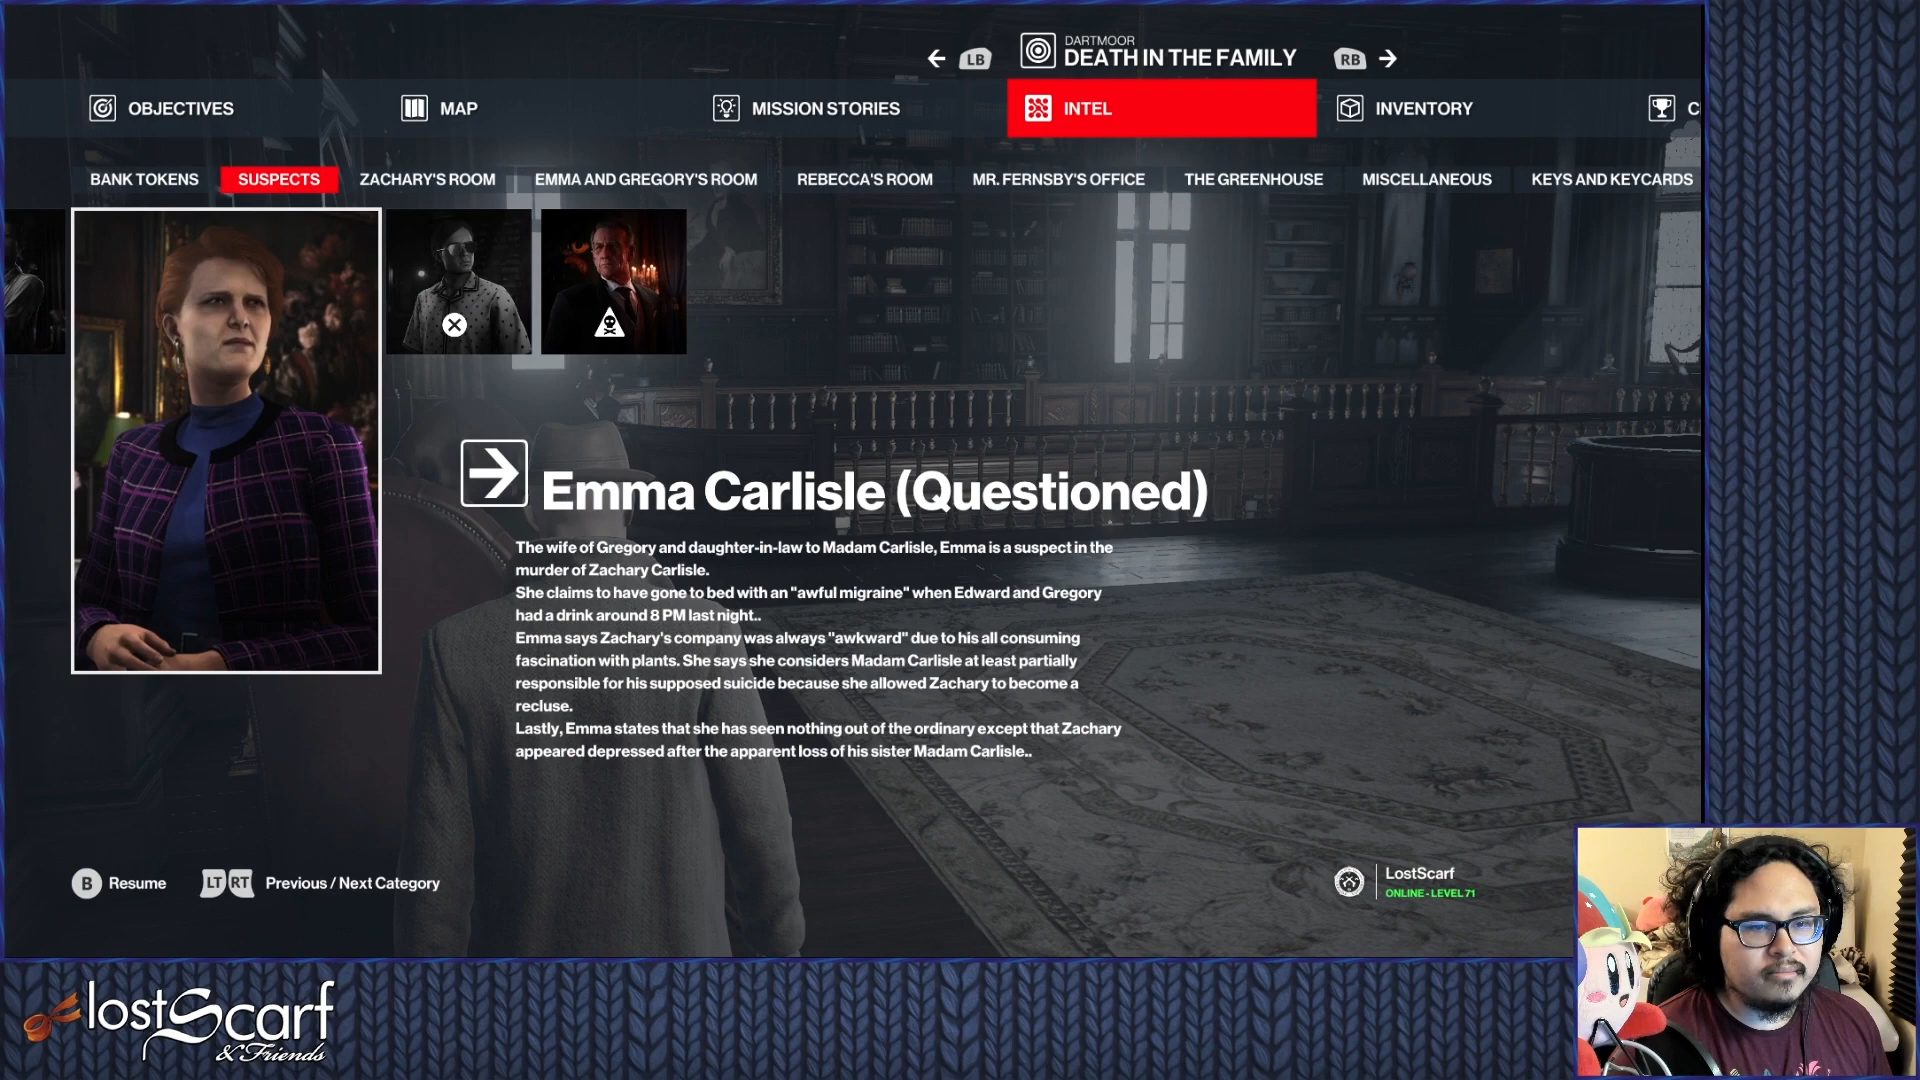 DARTMOOR
LB DEATH IN THE FAMILY RB
OBJECTIVES MAP MISSION STORIES INTEL INVENTORY C
BANK TOKENS SUSPECTS ZACHARY'S ROOM EMMA AND GREGORY'S ROOM REBECCA'S ROOM MR. FERNSBY'S OFFICE THE GREENHOUSE MISCELLANEOUS KEYS AND KEYCARDS
Emma Carlisle (Questioned)
The wife of Gregory and daughter-in-law to Madam Carlisle, Emma is a suspect in the
murder of Zachary Carlisle.
She claims to have gone to bed with an "awful migraine" when Edward and Gregory
had a drink around 8 PM last night..
Emma says Zachary's company was always "awkward" due to his all consuming
fascination with plants. She says she considers Madam Carlisle at least partially
responsible for his supposed suicide because she allowed Zachary to become a
recluse.
Lastly, Emma states that she has seen nothing out of the ordinary except that Zachary
appeared depressed after the apparent loss of his sister Madam Carlisle..
B Resume LT RT Previous / Next Category
LostScarf
ONLINE - LEVEL 71
lostScarf
& Friends